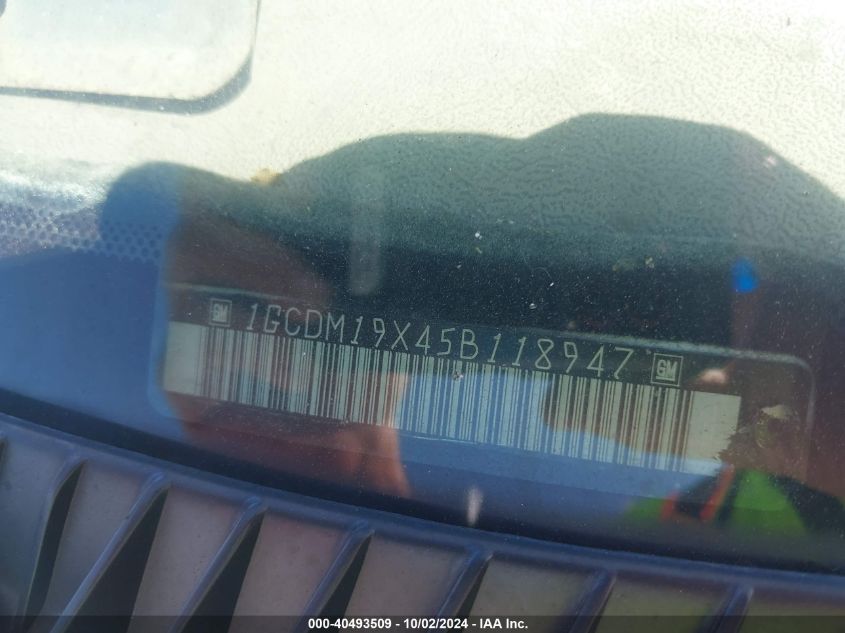 GM 1GCDM19X45B118947 GM
000-40493509 - 10/02/2024 - IAA Inc.